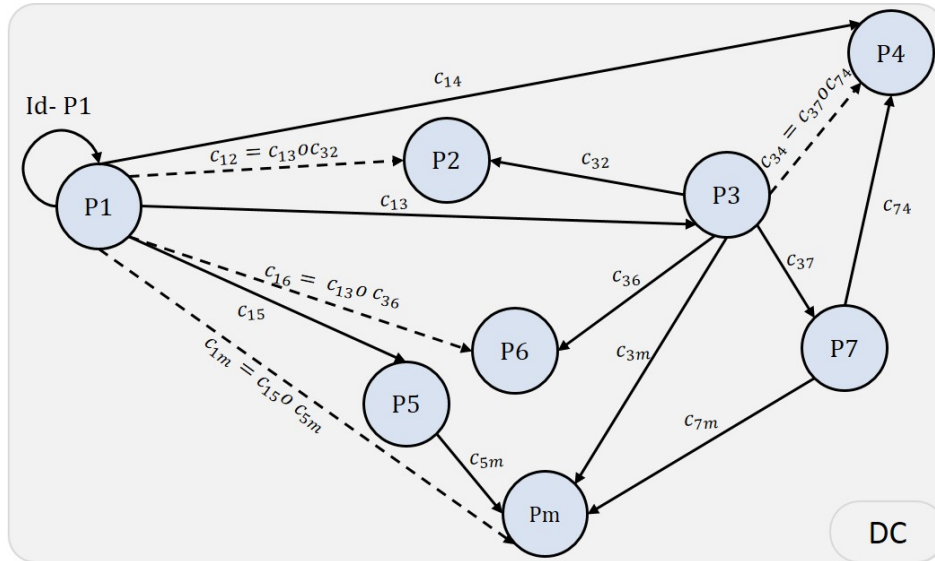 P4
c₁₄
Id- P1
c₁₂ = c₁₃oc₃₂
P2
c₃₂
c₃₄ = c₃₇oc₇₄
P1
c₁₃
P3
c₇₄
c₃₇
c₁₆ = c₁₃o c₃₆
c₃₆
c₁₅
P6
c₃ₘ
P7
c₁ₘ = c₁₅o c₅ₘ
P5
c₇ₘ
c₅ₘ
Pm
DC